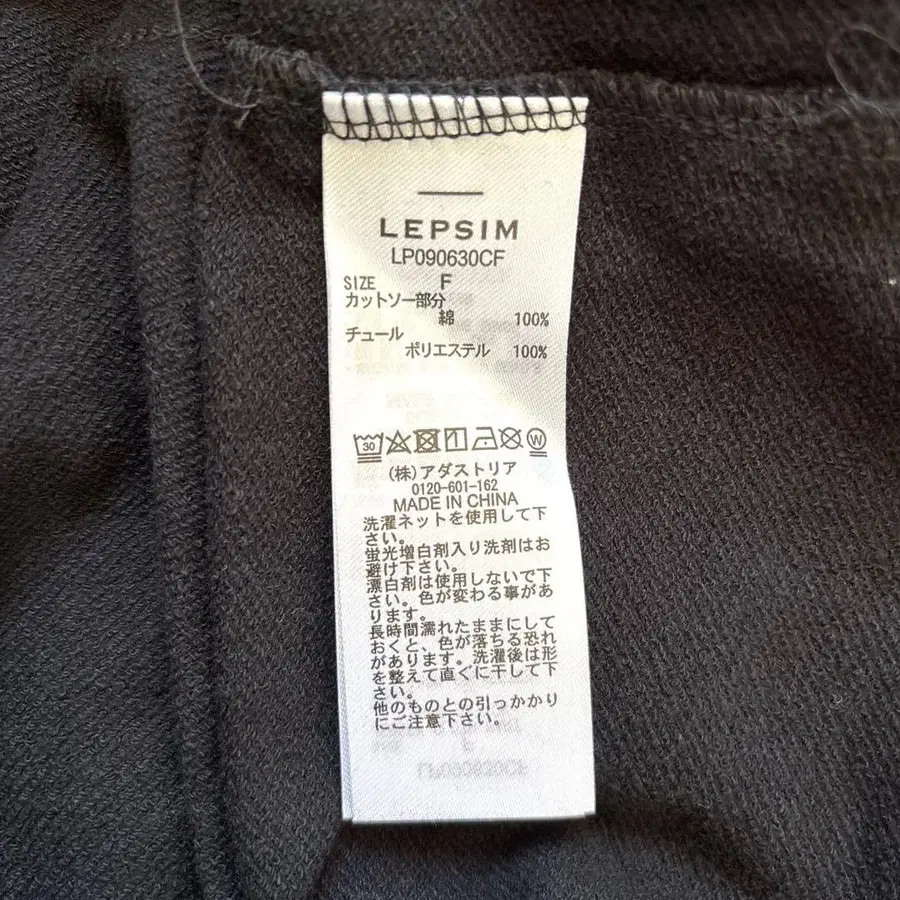 LEPSIM
LP090630CF
SIZE F
カットソー部分
綿 100%
チュール
ポリエステル 100%
30
W
(株)アダストリア
0120-601-162
MADE IN CHINA
洗濯ネットを使用して下
さい。
蛍光増白剤入り洗剤はお
避け下さい。
漂白剤は使用しないで下
さい。色が変わる事があ
ります。
長時間濡れたままにして
おくと、色が落ちる恐れ
があります。洗濯後は形
を整えて直ぐに干して下
さい。
他のものとの引っかかり
にご注意下さい。